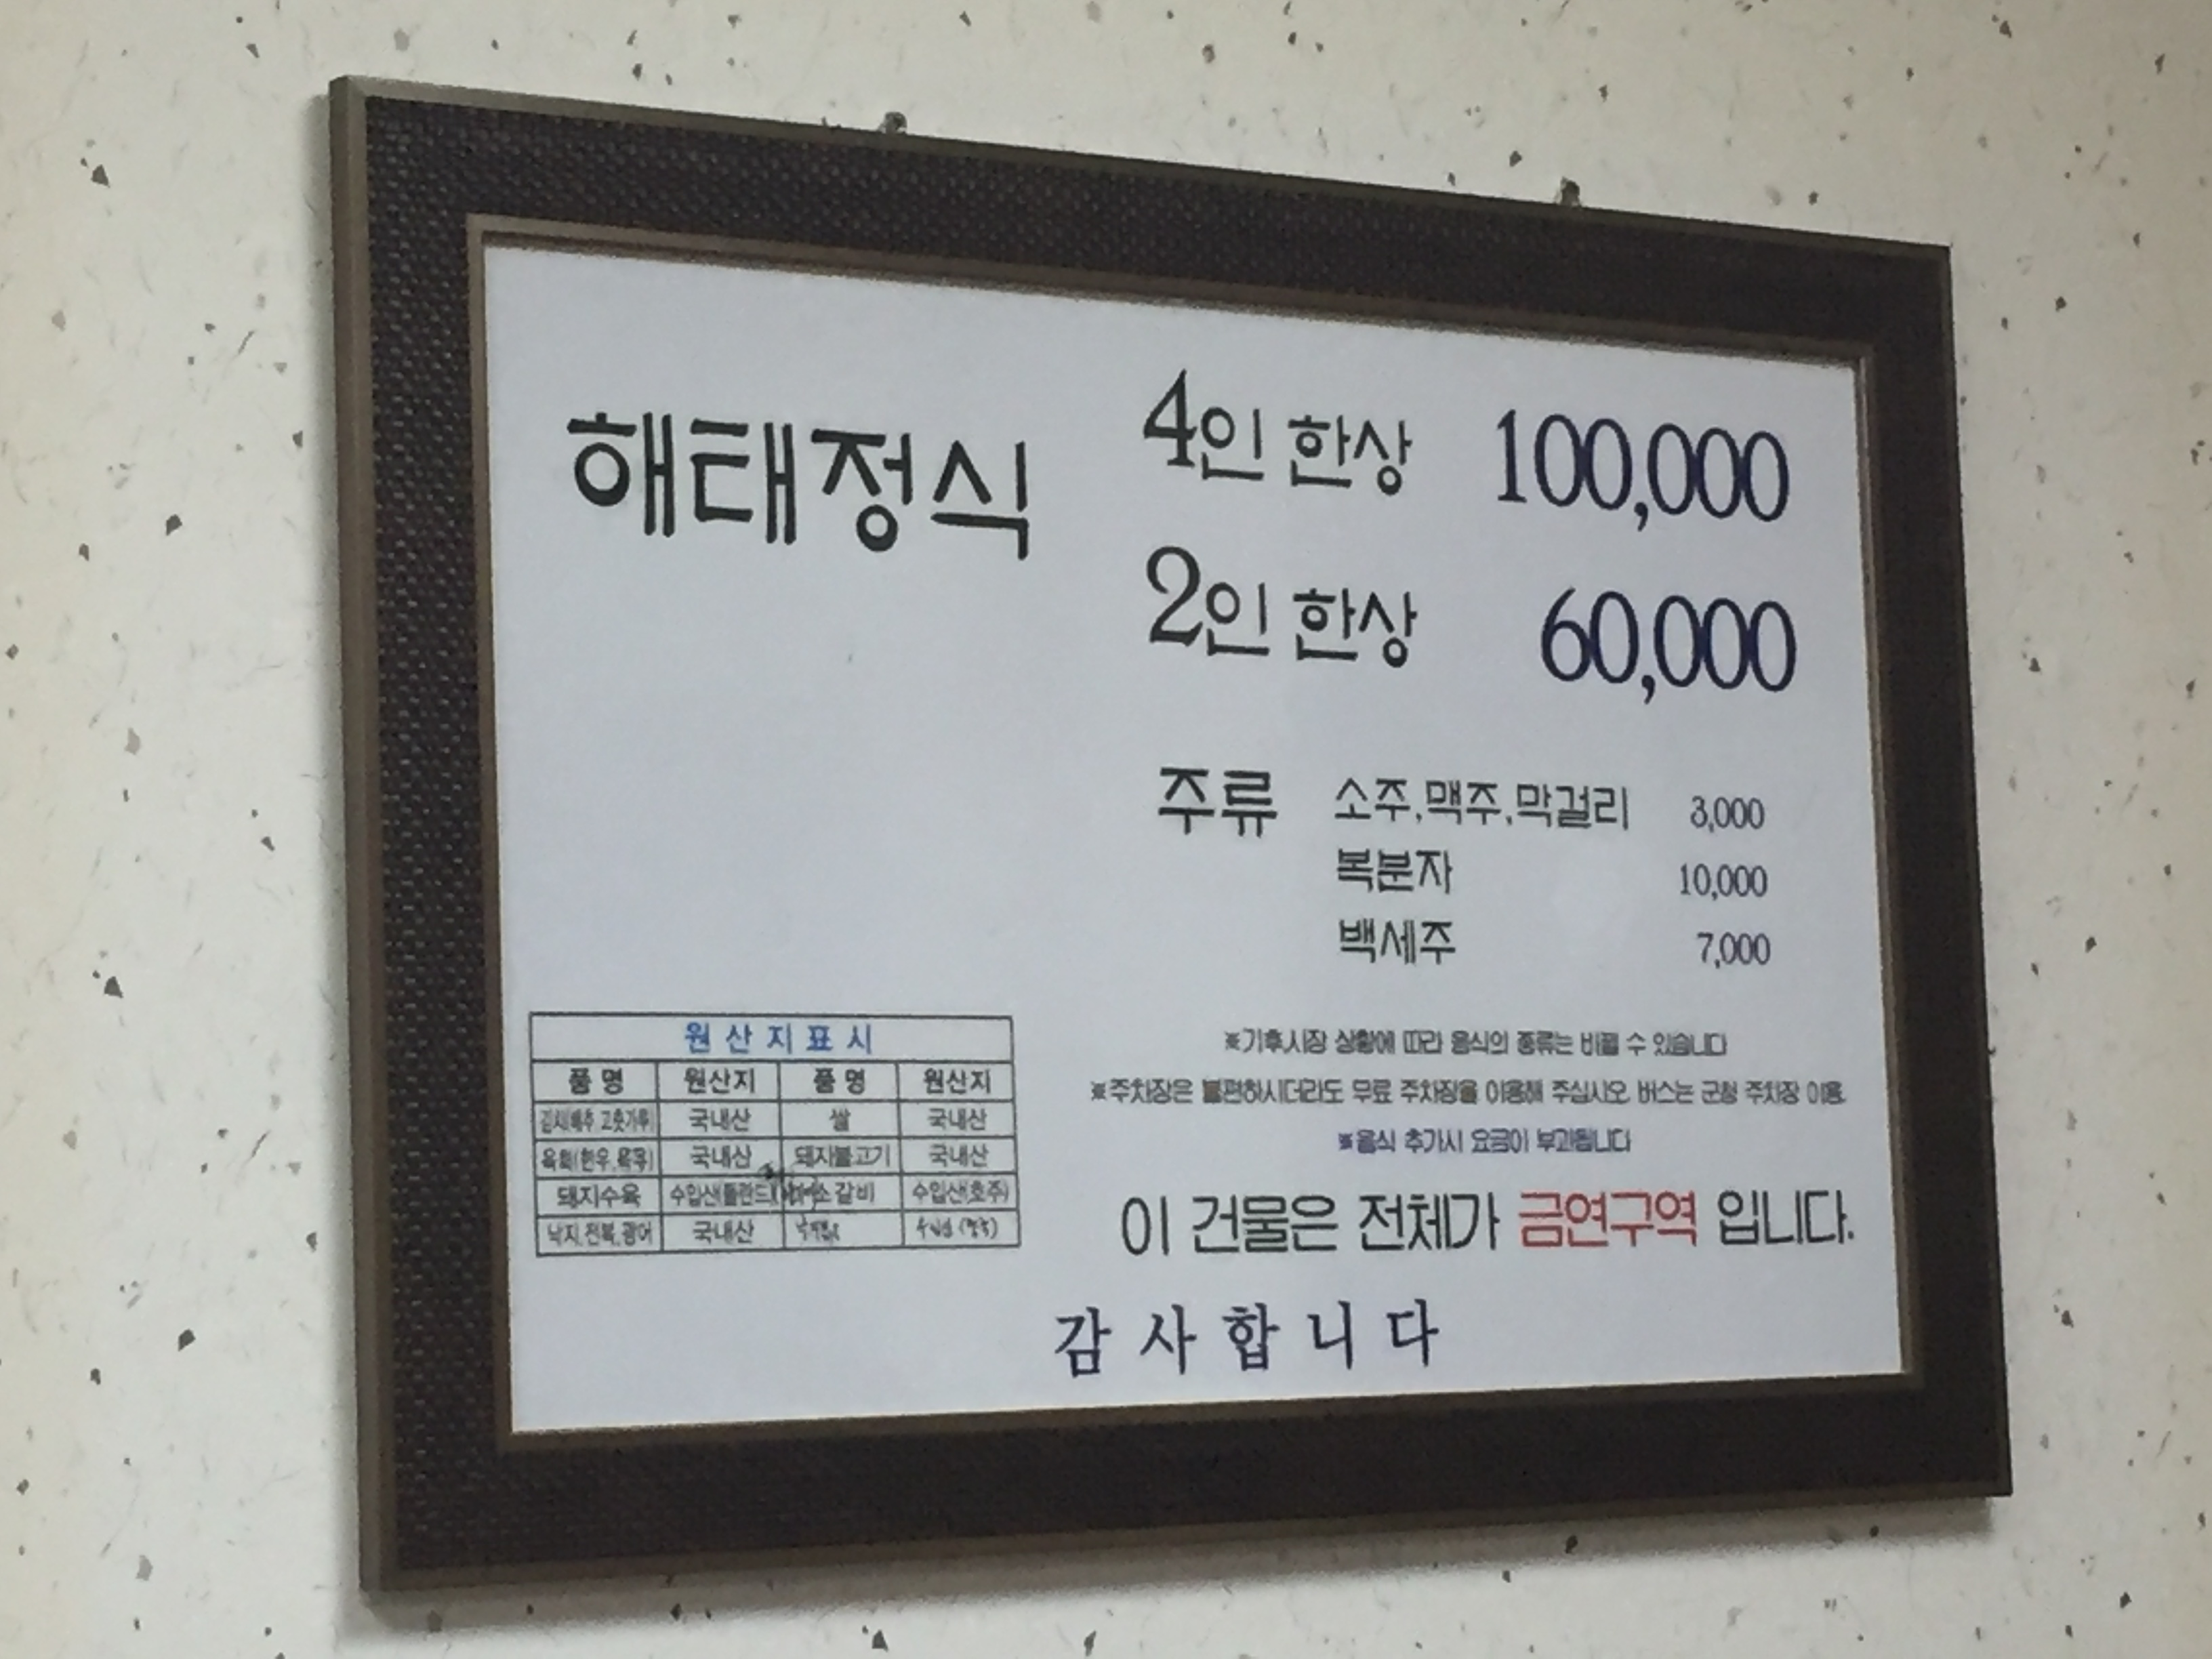 해태정식
4인 한상 100,000
2인 한상 60,000
주류 소주,맥주,막걸리 3,000
복분자 10,000
백세주 7,000
원산지표시
품명 원산지 품명 원산지
김치(배추,고춧가루) 국내산 쌀 국내산
육회(한우,육우) 국내산 돼지불고기 국내산
돼지수육 소갈비 수입산(호주)
낙지,전복,광어 국내산
※기후,시장 상황에 따라 음식의 종류는 바뀔 수 있습니다
※주차장은 불편하시더라도 무료 주차장을 이용해 주십시오. 버스는 군청 주차장 이용.
※음식 추가시 요금이 부과됩니다
이 건물은 전체가 금연구역 입니다.
감사합니다